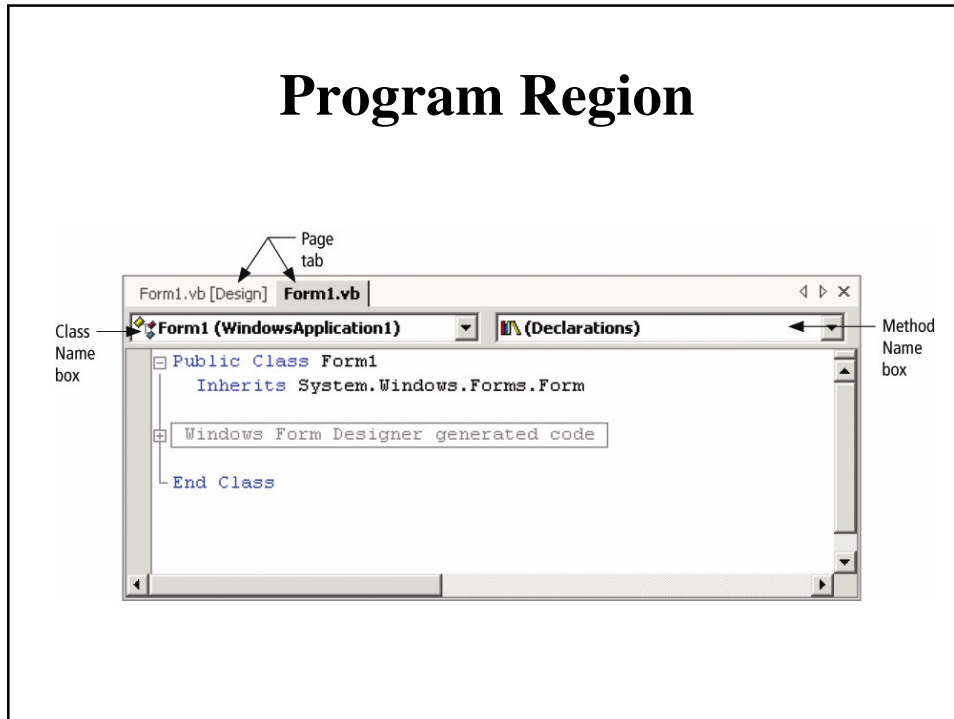 Program Region
Page
tab
Form1.vb [Design] Form1.vb
Class
Name
box
Form1 (WindowsApplication1) (Declarations)
Method
Name
box
Public Class Form1
Inherits System.Windows.Forms.Form
Windows Form Designer generated code
End Class